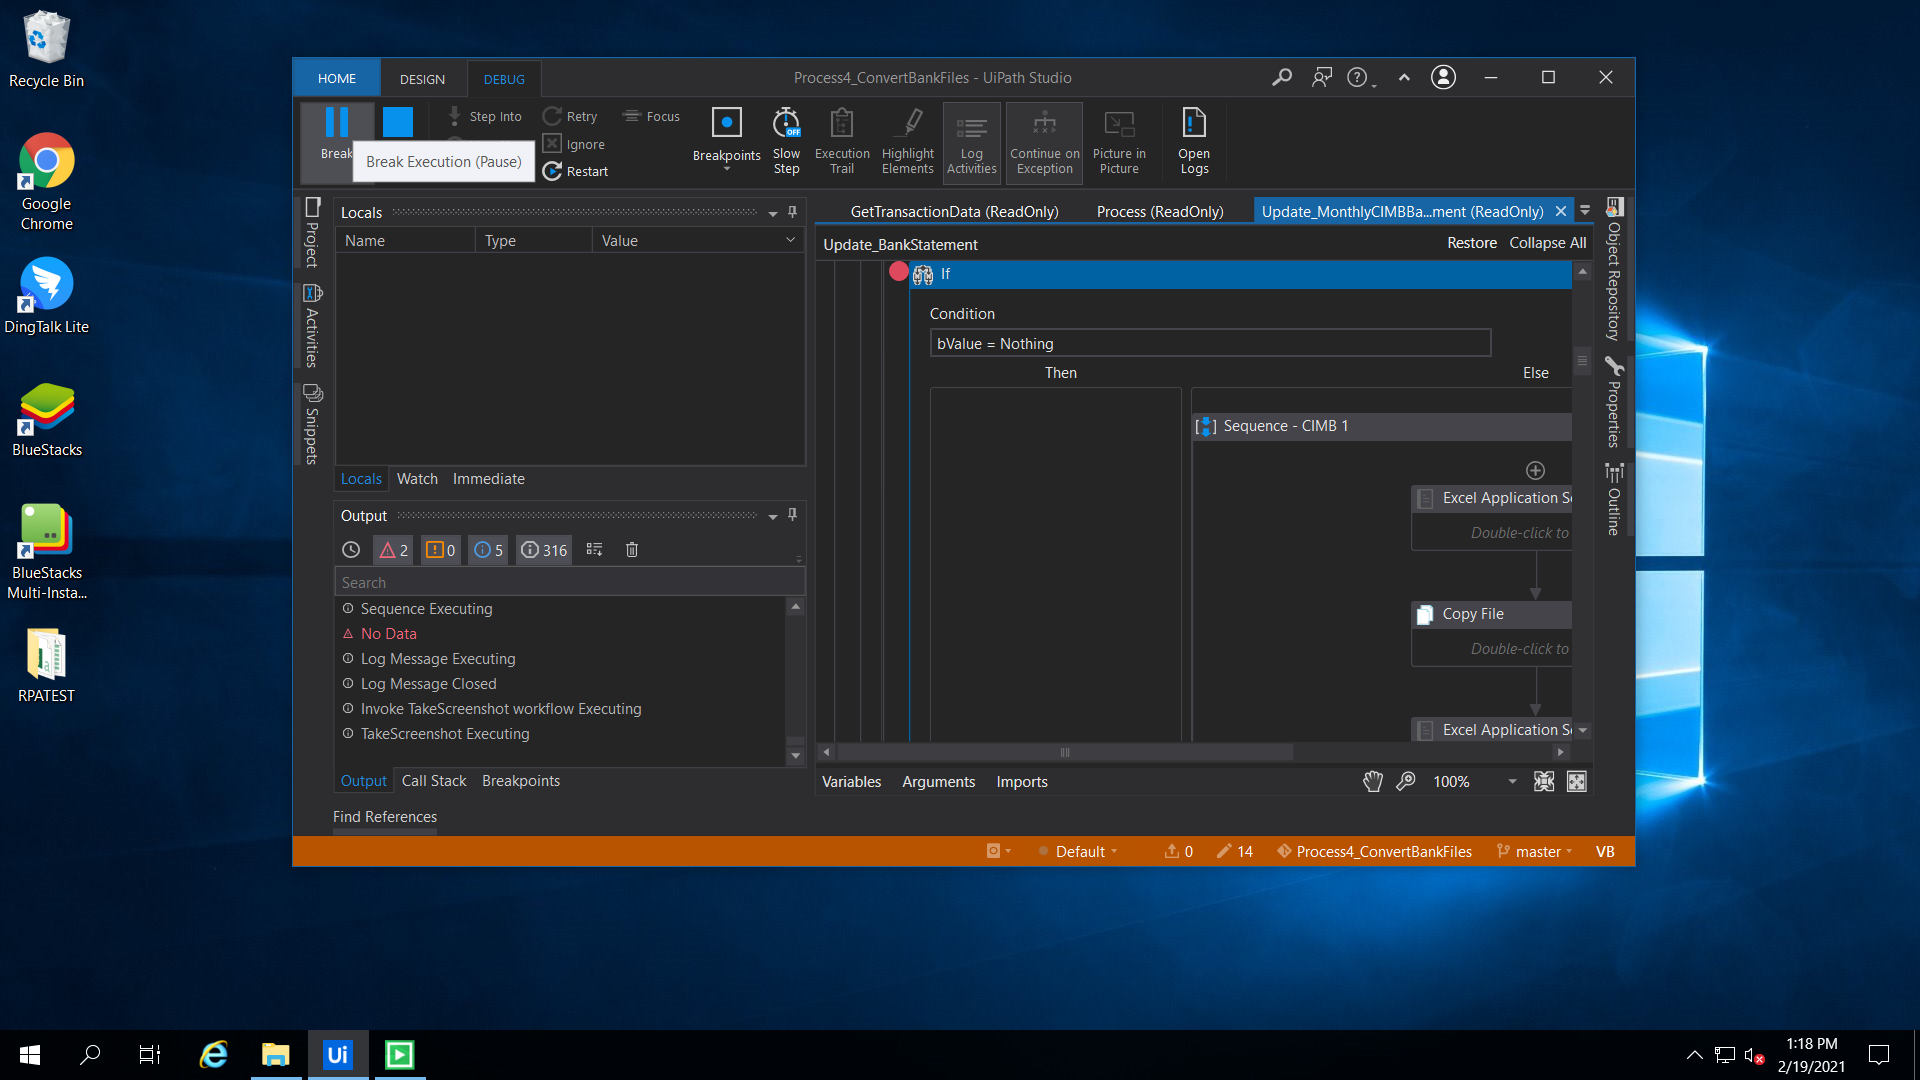 Recycle Bin
Google
Chrome
DingTalk Lite
BlueStacks
BlueStacks
Multi-Insta...
RPATEST
HOME
DESIGN
DEBUG
Process4_ConvertBankFiles - UiPath Studio
Break
Step Into
Retry
Focus
Ignore
Restart
Break Execution (Pause)
Breakpoints
Slow
Step
OFF
Execution
Trail
Highlight
Elements
Log
Activities
Continue on
Exception
Picture in
Picture
Open
Logs
Project
Activities
Snippets
Locals
Name
Type
Value
Locals
Watch
Immediate
Output
2
0
5
316
Search
Sequence Executing
No Data
Log Message Executing
Log Message Closed
Invoke TakeScreenshot workflow Executing
TakeScreenshot Executing
Output
Call Stack
Breakpoints
Find References
GetTransactionData (ReadOnly)
Process (ReadOnly)
Update_MonthlyCIMBBa...ment (ReadOnly)
Update_BankStatement
Restore
Collapse All
If
Condition
bValue = Nothing
Then
Else
Sequence - CIMB 1
Excel Application Sc
Double-click to
Copy File
Double-click to
Excel Application Sc
Variables
Arguments
Imports
100%
Object Repository
Properties
Outline
Default
0
14
Process4_ConvertBankFiles
master
VB
Ui
1:18 PM
2/19/2021